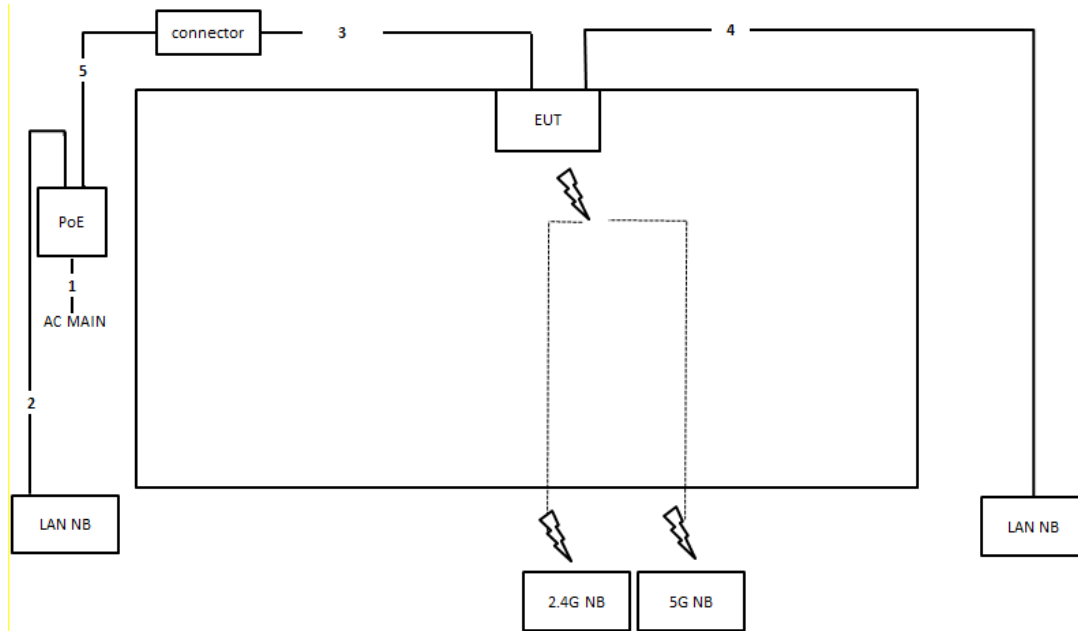 connector
3
4
5
EUT
PoE
1
AC MAIN
2
LAN NB
LAN NB
2.4G NB
5G NB